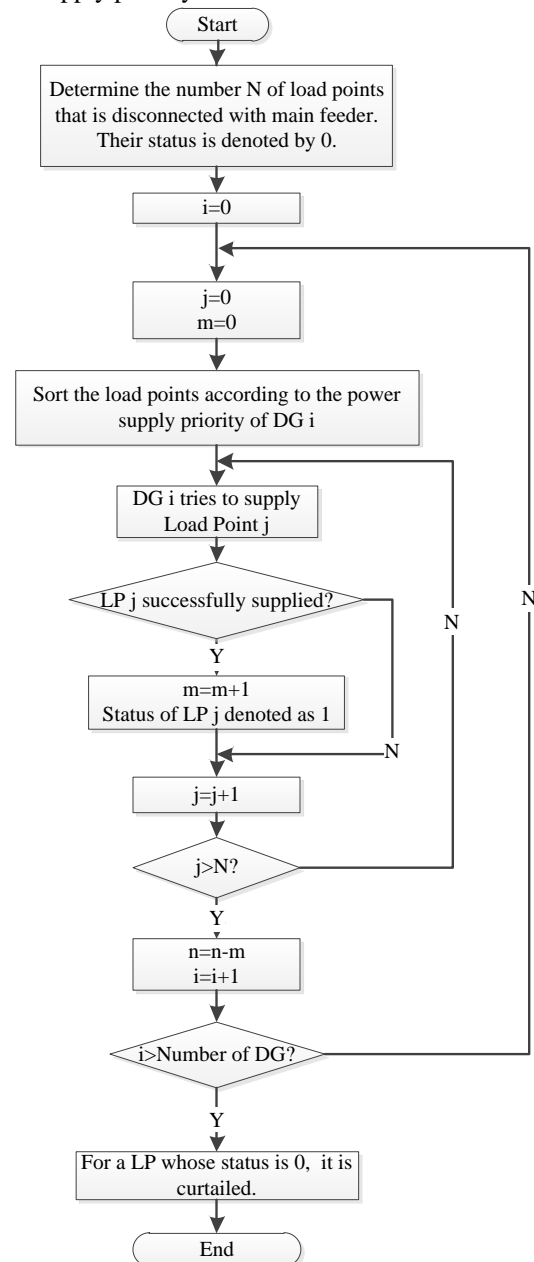 Start
Determine the number N of load points
that is disconnected with main feeder.
Their status is denoted by 0.
i=0
j=0
m=0
Sort the load points according to the power
supply priority of DG i
DG i tries to supply
Load Point j
LP j successfully supplied?
N
N
Y
m=m+1
Status of LP j denoted as 1
N
j=j+1
j>N?
Y
n=n-m
i=i+1
i>Number of DG?
Y
For a LP whose status is 0, it is
curtailed.
End